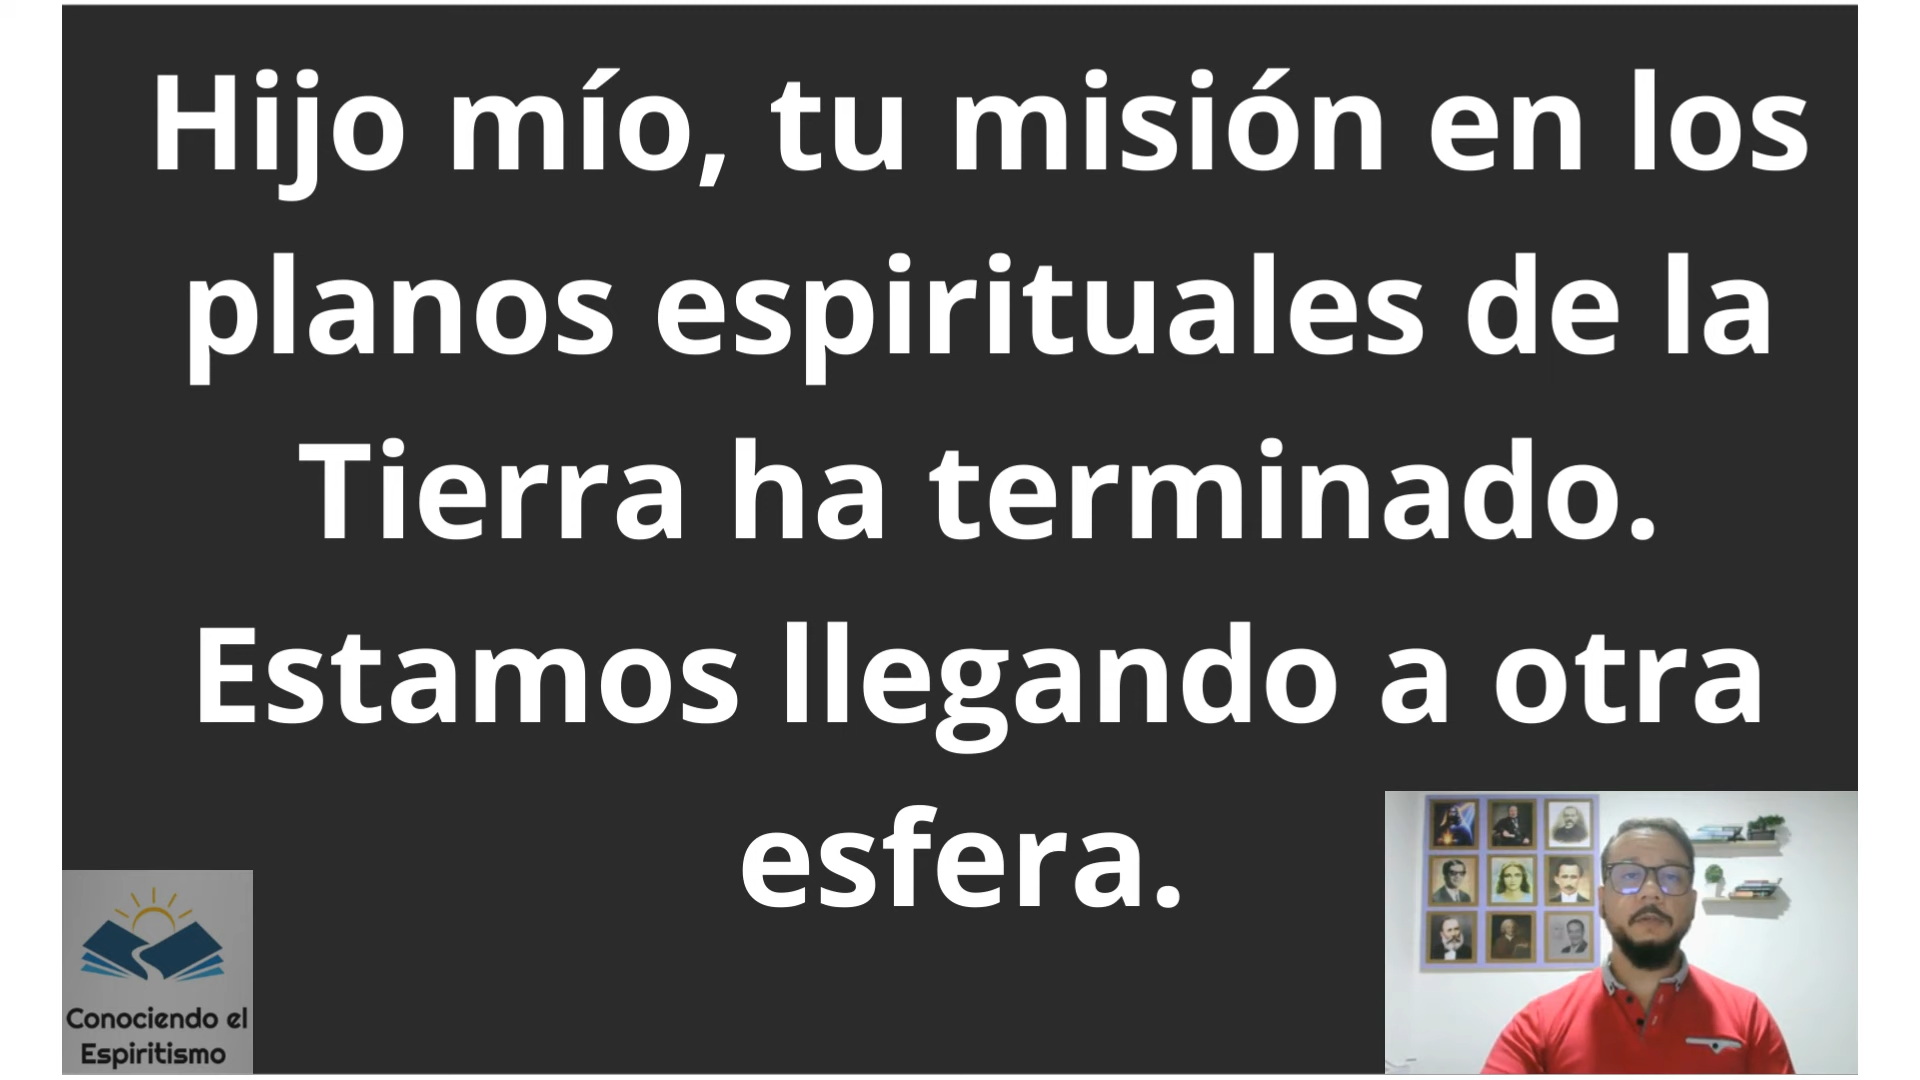 Hijo mío, tu misión en los
planos espirituales de la
Tierra ha terminado.
Estamos llegando a otra
esfera.
Conociendo el
Espiritismo